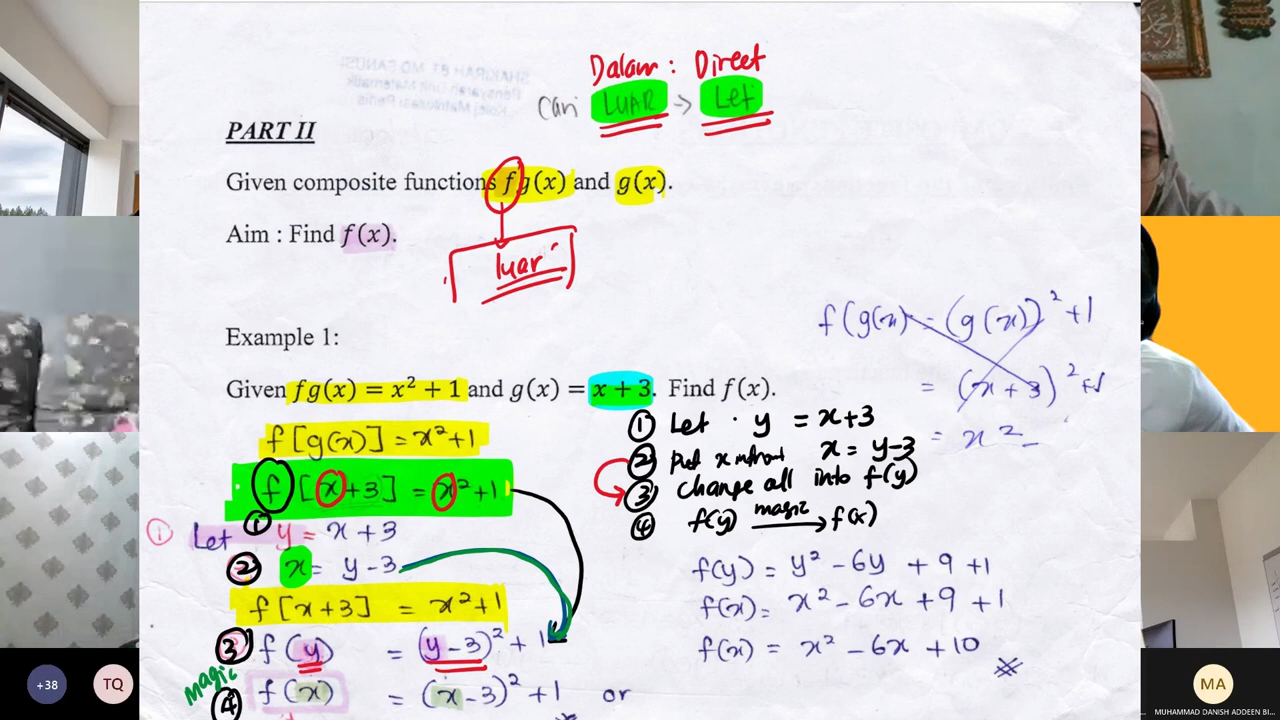 Dalam : Direct
Cari LUAR → Let
PART II
Given composite functions fg(x) and g(x).
Aim : Find f(x).
luar
Example 1:
Given fg(x) = x² + 1 and g(x) = x + 3. Find f(x).
f(g(x) = (g(x))² + 1
= (x + 3)² + 1
= x² –
f[g(x)] = x² + 1
f[x + 3] = x² + 1
① Let y = x + 3
② x = y – 3
f[x + 3] = x² + 1
③ f(y) = (y – 3)² + 1
magic
④ f(x) = (x – 3)² + 1 or
① Let y = x + 3
② Put x infront x = y – 3
③ change all into f(y)
④ f(y) magic → f(x)
f(y) = y² – 6y + 9 + 1
f(x) = x² – 6x + 9 + 1
f(x) = x² – 6x + 10
+38
TQ
MA
MUHAMMAD DANISH ADDEEN BI...